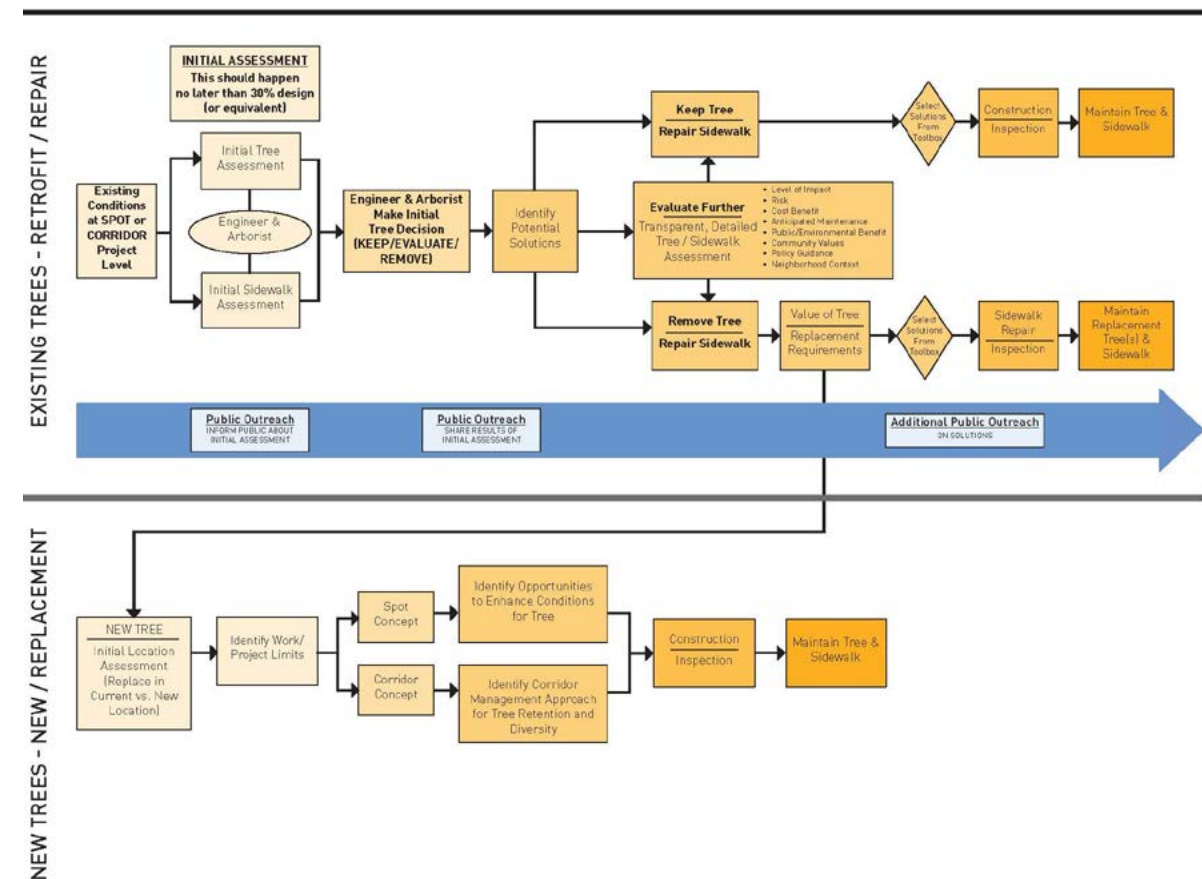 EXISTING TREES - RETROFIT / REPAIR
INITIAL ASSESSMENT
This should happen
no later than 30% design
(or equivalent)
Existing
Conditions
at SPOT or
CORRIDOR
Project
Level
Initial Tree
Assessment
Engineer &
Arborist
Initial Sidewalk
Assessment
Engineer & Arborist
Make Initial
Tree Decision
(KEEP/EVALUATE/
REMOVE)
Identify
Potential
Solutions
Keep Tree
Repair Sidewalk
Select
Solutions
From
Toolbox
Construction
Inspection
Maintain Tree &
Sidewalk
Evaluate Further
Transparent, Detailed
Tree / Sidewalk
Assessment
• Level of Impact
• Risk
• Cost Benefit
• Anticipated Maintenance
• Public/Environmental Benefit
• Community Values
• Policy Guidance
• Neighborhood Context
Remove Tree
Repair Sidewalk
Value of Tree
Replacement
Requirements
Select
Solutions
From
Toolbox
Sidewalk
Repair
Inspection
Maintain
Replacement
Tree(s) &
Sidewalk
Public Outreach
INFORM PUBLIC ABOUT
INITIAL ASSESSMENT
Public Outreach
SHARE RESULTS OF
INITIAL ASSESSMENT
Additional Public Outreach
ON SOLUTIONS
NEW TREES - NEW / REPLACEMENT
NEW TREE
Initial Location
Assessment
(Replace in
Current vs. New
Location)
Identify Work/
Project Limits
Spot
Concept
Corridor
Concept
Identify Opportunities
to Enhance Conditions
for Tree
Identify Corridor
Management Approach
for Tree Retention and
Diversity
Construction
Inspection
Maintain Tree &
Sidewalk